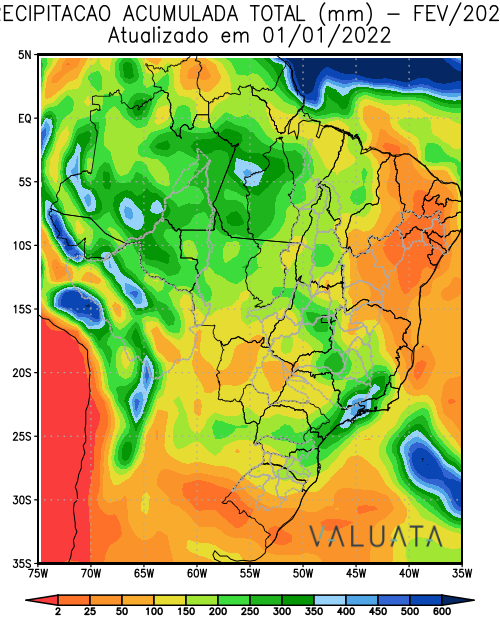 RECIPITACAO ACUMULADA TOTAL (mm) – FEV/202
Atualizado em 01/01/2022
5N
EQ
5S
10S
15S
20S
25S
30S
35S
VALUATA
75W 70W 65W 60W 55W 50W 45W 40W 35W
2 25 50 100 150 200 250 300 350 400 450 500 600